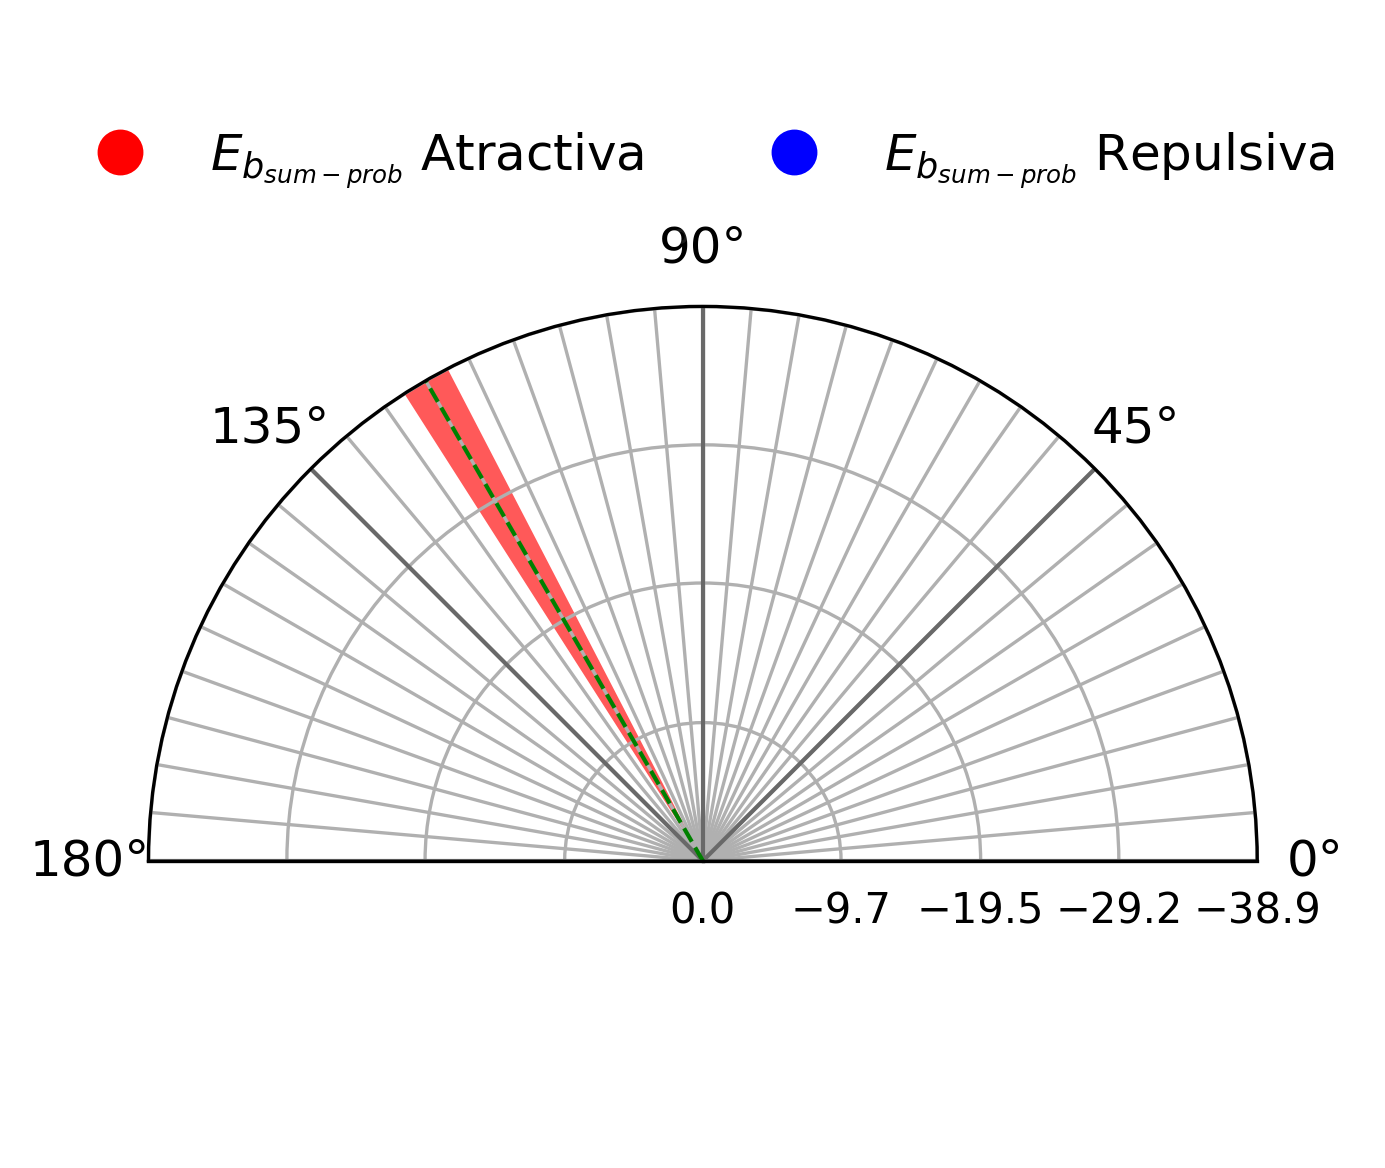 E_{b_{sum−prob}} Atractiva E_{b_{sum−prob}} Repulsiva
90°
135° 45°
180° 0°
0.0 −9.7 −19.5 −29.2 −38.9